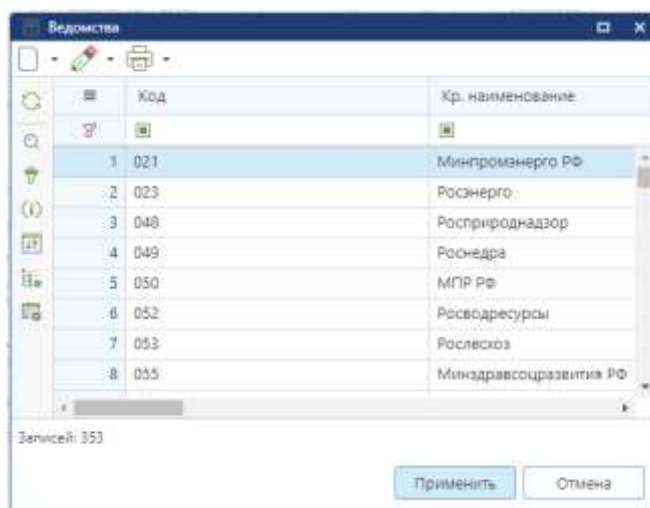 Ведомства
Код Кр. наименование
1 021 Минпромэнерго РФ
2 023 Росэнерго
3 048 Росприроднадзор
4 049 Роснедра
5 050 МПР РФ
6 052 Росводресурсы
7 053 Рослесхоз
8 055 Минздравсоцразвития РФ
Записей: 353
Применить Отмена